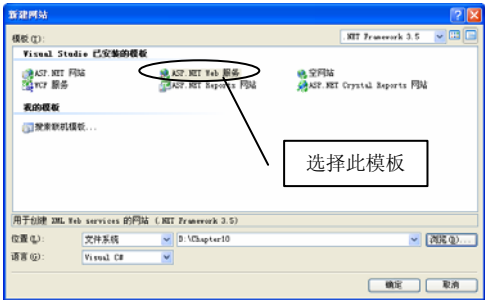 新建网站
模板(T):
.NET Framework 3.5
Visual Studio 已安装的模板
ASP.NET 网站
ASP.NET Web 服务
空网站
WCF 服务
ASP.NET Reports 网站
ASP.NET Crystal Reports 网站
我的模板
搜索联机模板...
选择此模板
用于创建 XML Web services 的网站 (.NET Framework 3.5)
位置(L):
文件系统
D:\Chapter10
浏览(B)...
语言(G):
Visual C#
确定
取消